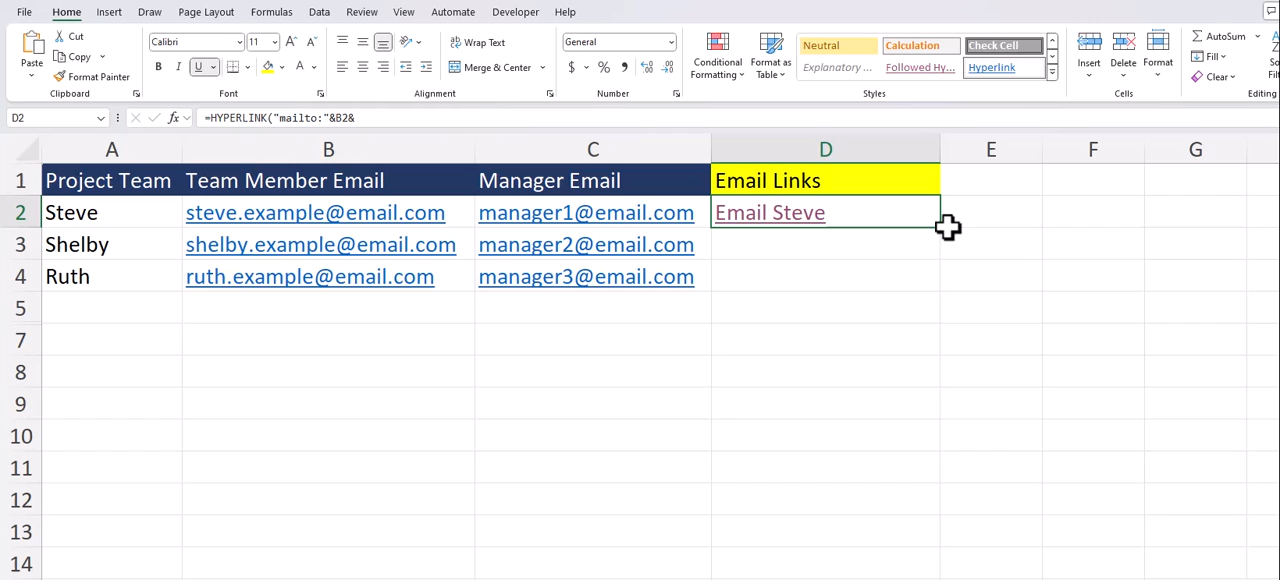 File Home Insert Draw Page Layout Formulas Data Review View Automate Developer Help
Paste Cut Copy Format Painter Clipboard
Calibri 11 A A B I U A Font
Wrap Text Merge & Center Alignment
General $ % Number
Conditional Formatting Format as Table
Neutral Calculation Check Cell
Explanatory ... Followed Hy... Hyperlink
Styles
Insert Delete Format Cells
AutoSum Fill Clear Editing
D2 fx =HYPERLINK("mailto:"&B2&
A B C D E F G
1 Project Team Team Member Email Manager Email Email Links
2 Steve steve.example@email.com manager1@email.com Email Steve
3 Shelby shelby.example@email.com manager2@email.com
4 Ruth ruth.example@email.com manager3@email.com
5
7
8
9
10
11
12
13
14